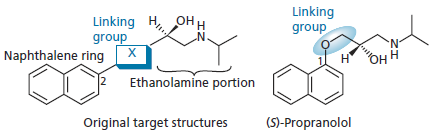 Linking
group
H OH H
N
Naphthalene ring
X
2
Ethanolamine portion
Original target structures
Linking
group
O
1
H OH
N
H
(S)-Propranolol